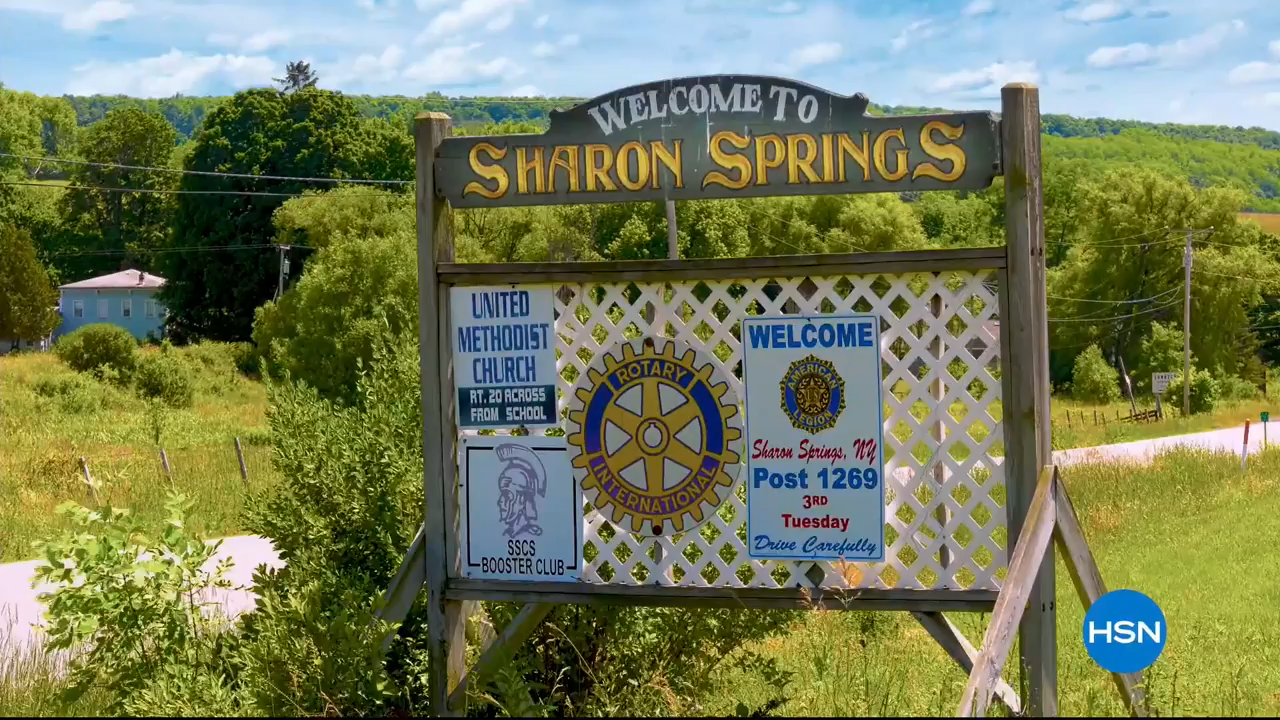 WELCOME TO
SHARON SPRINGS
UNITED
METHODIST
CHURCH
RT. 20 ACROSS
FROM SCHOOL
SSCS
BOOSTER CLUB
ROTARY
INTERNATIONAL
WELCOME
AMERICAN
LEGION
Sharon Springs, NY
Post 1269
3RD
Tuesday
Drive Carefully
HSN